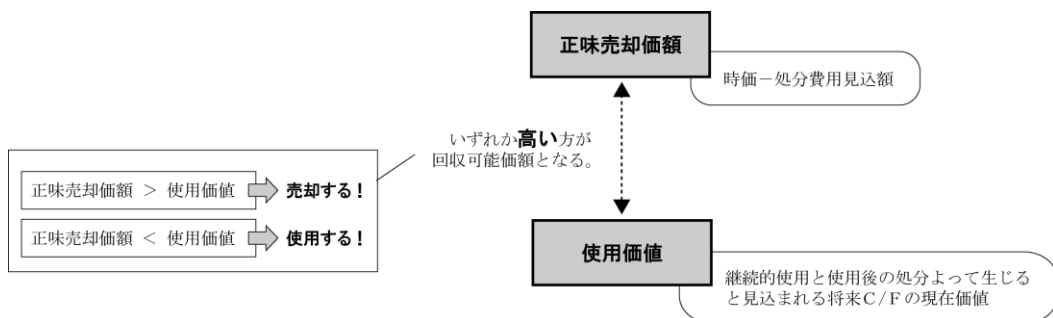 正味売却価額
時価－処分費用見込額
いずれか高い方が
回収可能価額となる。
正味売却価額 ＞ 使用価値 売却する！
正味売却価額 ＜ 使用価値 使用する！
使用価値
継続的使用と使用後の処分よって生じる
と見込まれる将来Ｃ/Ｆの現在価値